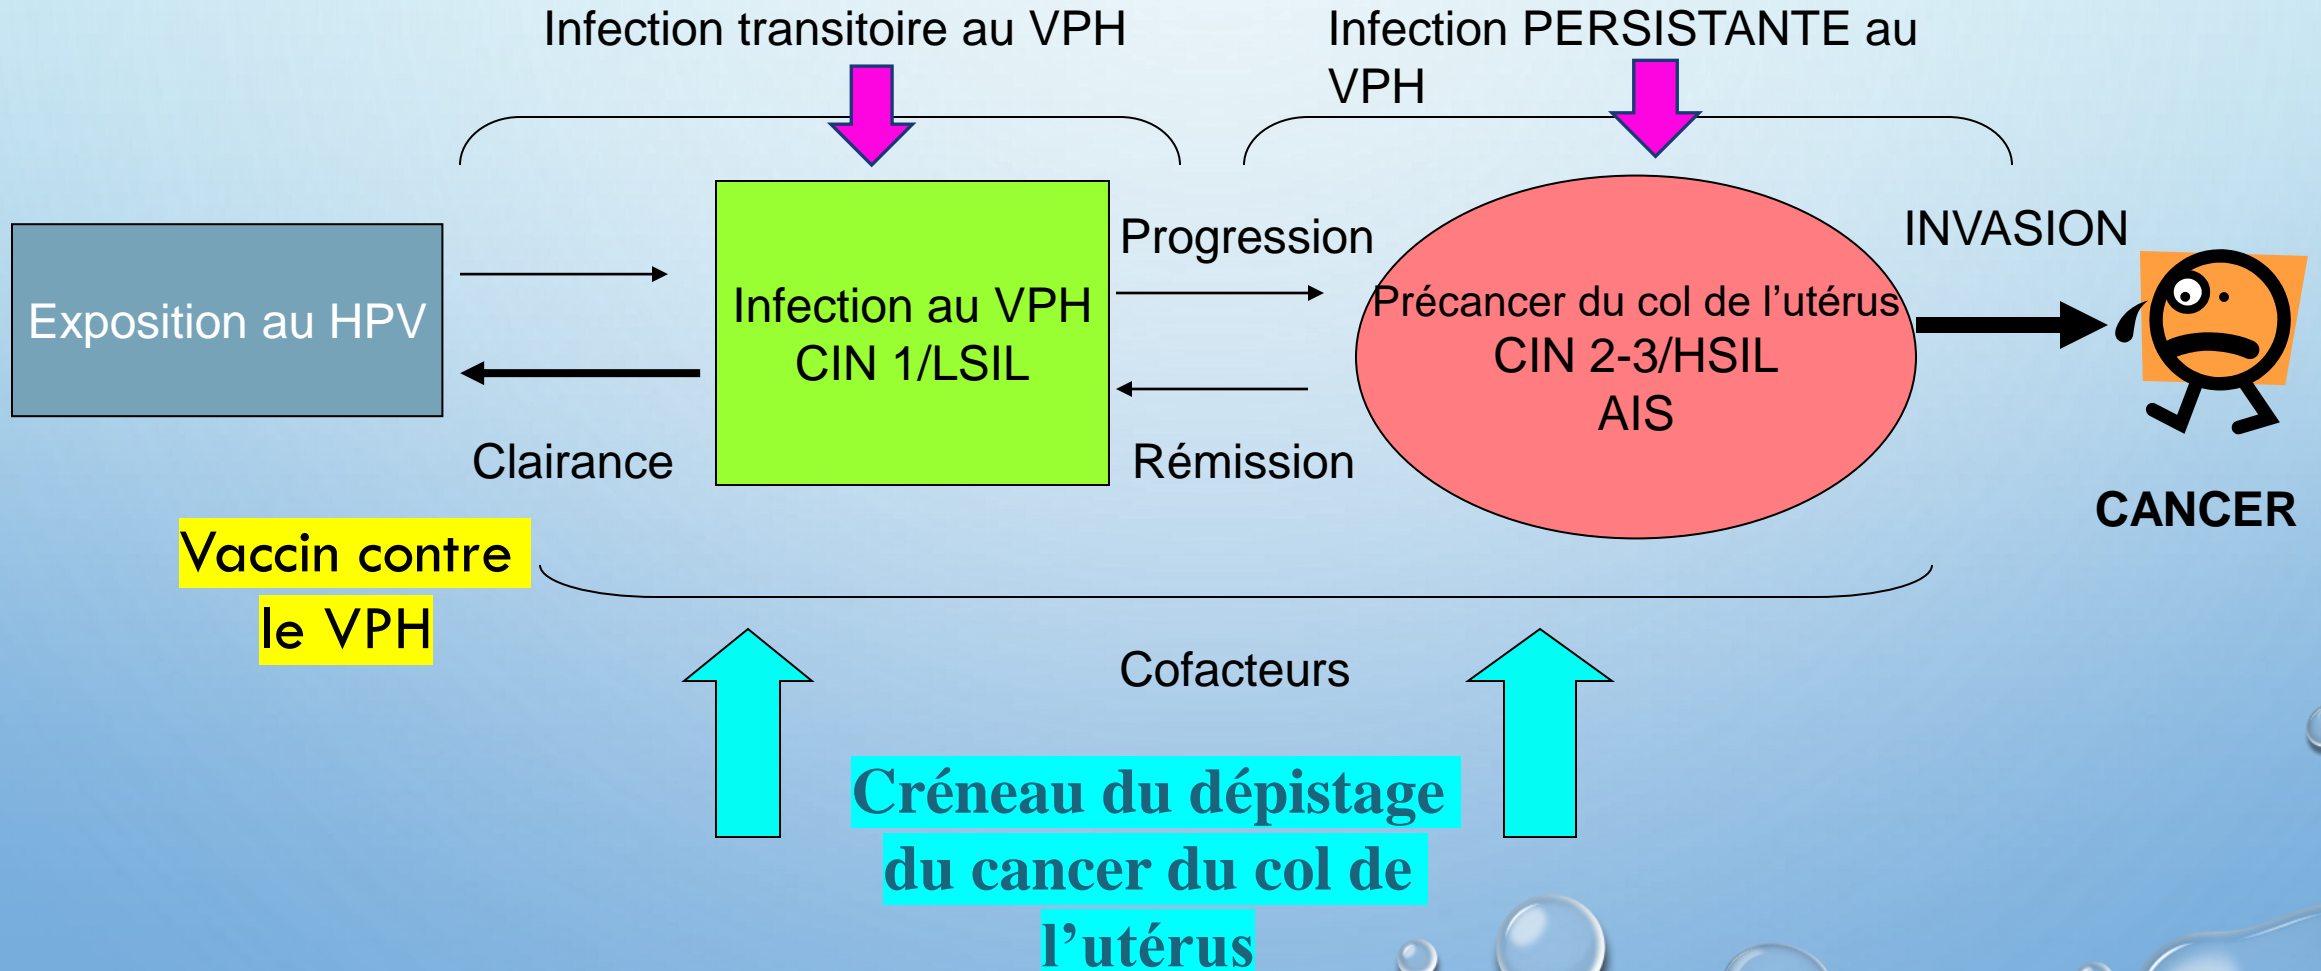 Infection transitoire au VPH
Infection PERSISTANTE au
VPH
Exposition au HPV
Infection au VPH
CIN 1/LSIL
Progression
Précancer du col de l’utérus
CIN 2-3/HSIL
AIS
INVASION
Clairance
Rémission
CANCER
Vaccin contre
le VPH
Cofacteurs
Créneau du dépistage
du cancer du col de
l’utérus